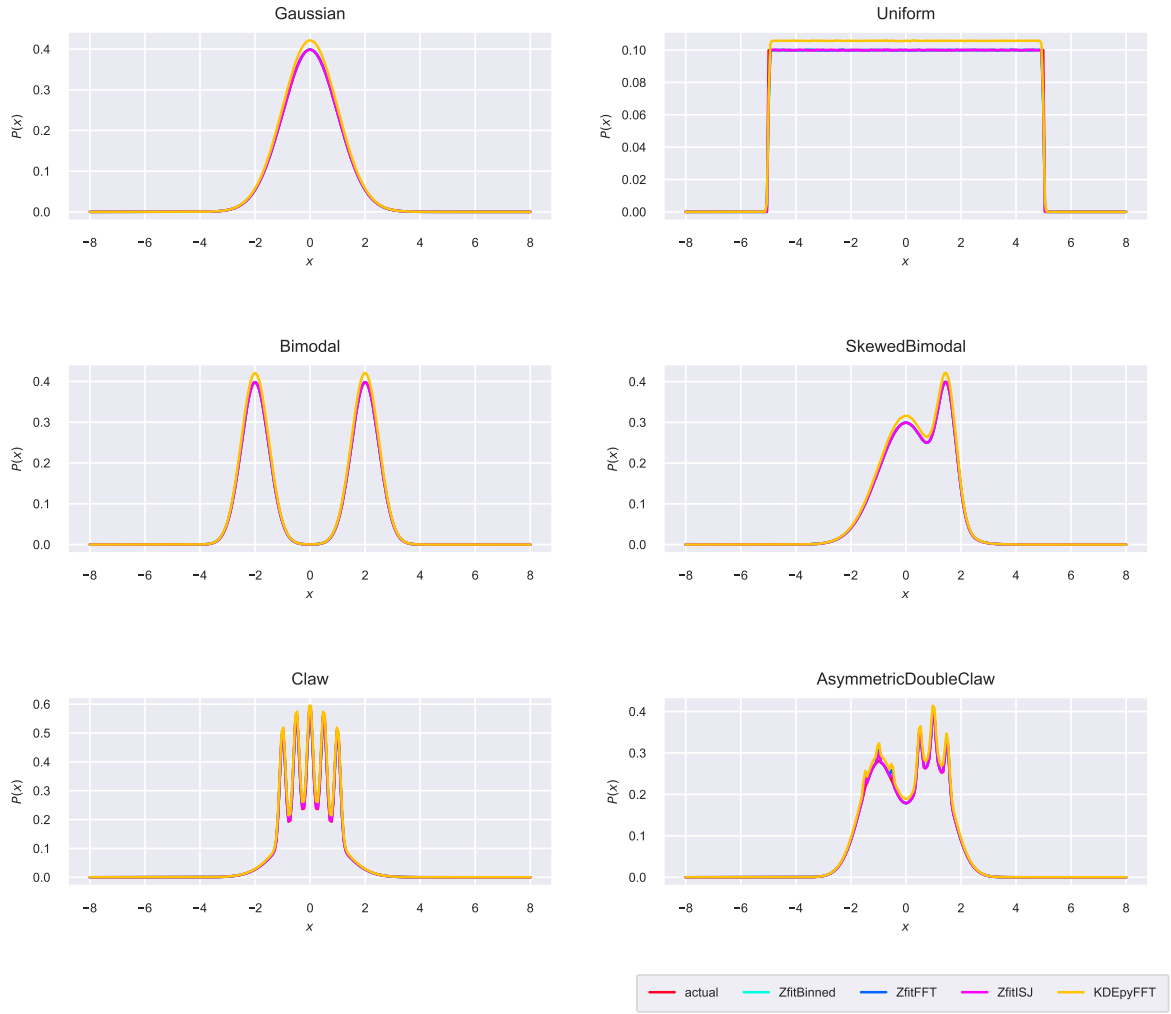 Gaussian
P(x)
0.4
0.3
0.2
0.1
0.0
−8 −6 −4 −2 0 2 4 6 8
x
Uniform
P(x)
0.10
0.08
0.06
0.04
0.02
0.00
−8 −6 −4 −2 0 2 4 6 8
x
Bimodal
P(x)
0.4
0.3
0.2
0.1
0.0
−8 −6 −4 −2 0 2 4 6 8
x
SkewedBimodal
P(x)
0.4
0.3
0.2
0.1
0.0
−8 −6 −4 −2 0 2 4 6 8
x
Claw
P(x)
0.6
0.5
0.4
0.3
0.2
0.1
0.0
−8 −6 −4 −2 0 2 4 6 8
x
AsymmetricDoubleClaw
P(x)
0.4
0.3
0.2
0.1
0.0
−8 −6 −4 −2 0 2 4 6 8
x
actual ZfitBinned ZfitFFT ZfitISJ KDEpyFFT